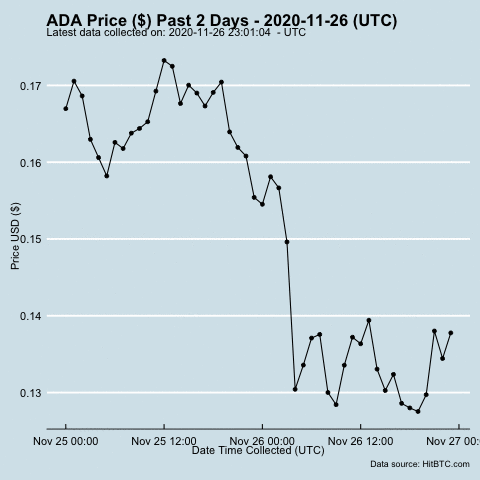 ADA Price ($) Past 2 Days - 2020-11-26 (UTC)
Latest data collected on: 2020-11-26 23:01:04 - UTC
0.17
0.16
0.15
0.14
0.13
Price USD ($)
Nov 25 00:00 Nov 25 12:00 Nov 26 00:00 Nov 26 12:00 Nov 27 00:
Date Time Collected (UTC)
Data source: HitBTC.com